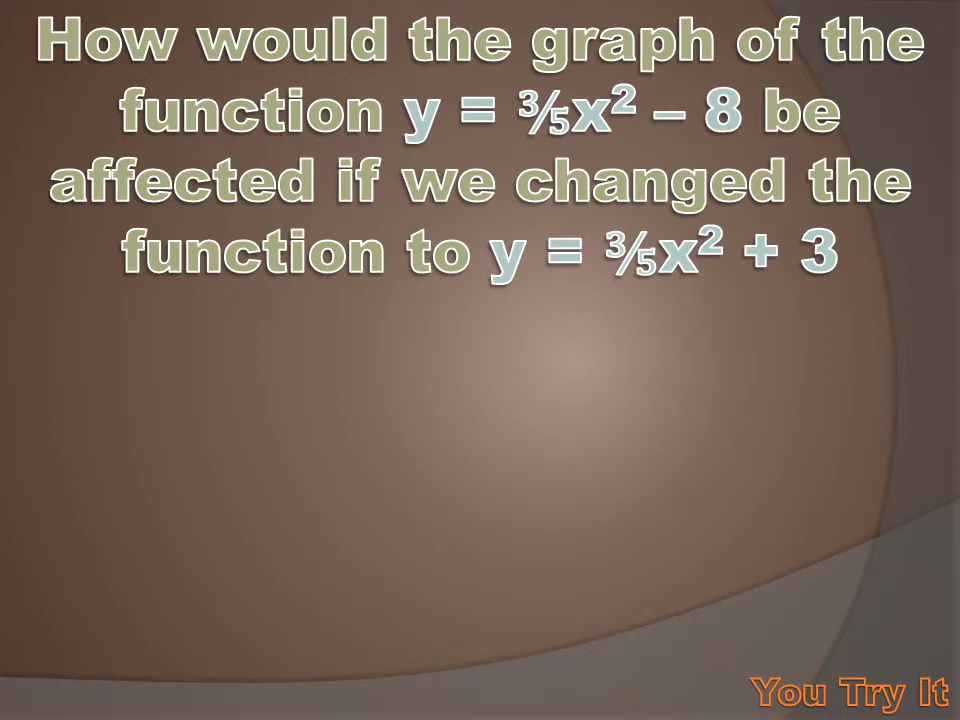 How would the graph of the
function y = ⅗x² – 8 be
affected if we changed the
function to y = ⅗x² + 3
You Try It